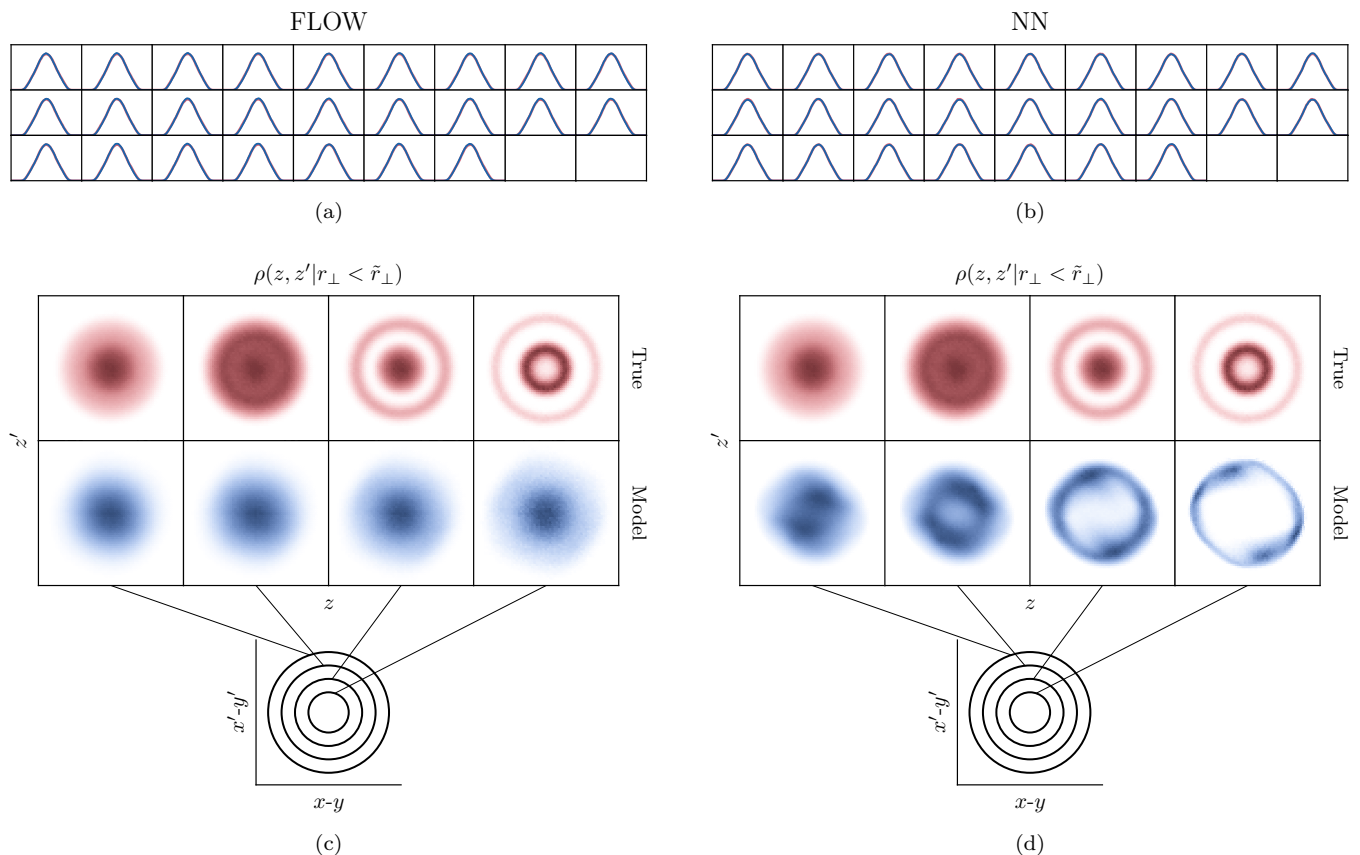 FLOW
NN
(a)
(b)
ρ(z, z′|r⊥ < r̃⊥)
True
z′
Model
z
x′-y′
x-y
(c)
ρ(z, z′|r⊥ < r̃⊥)
True
z′
Model
z
x′-y′
x-y
(d)